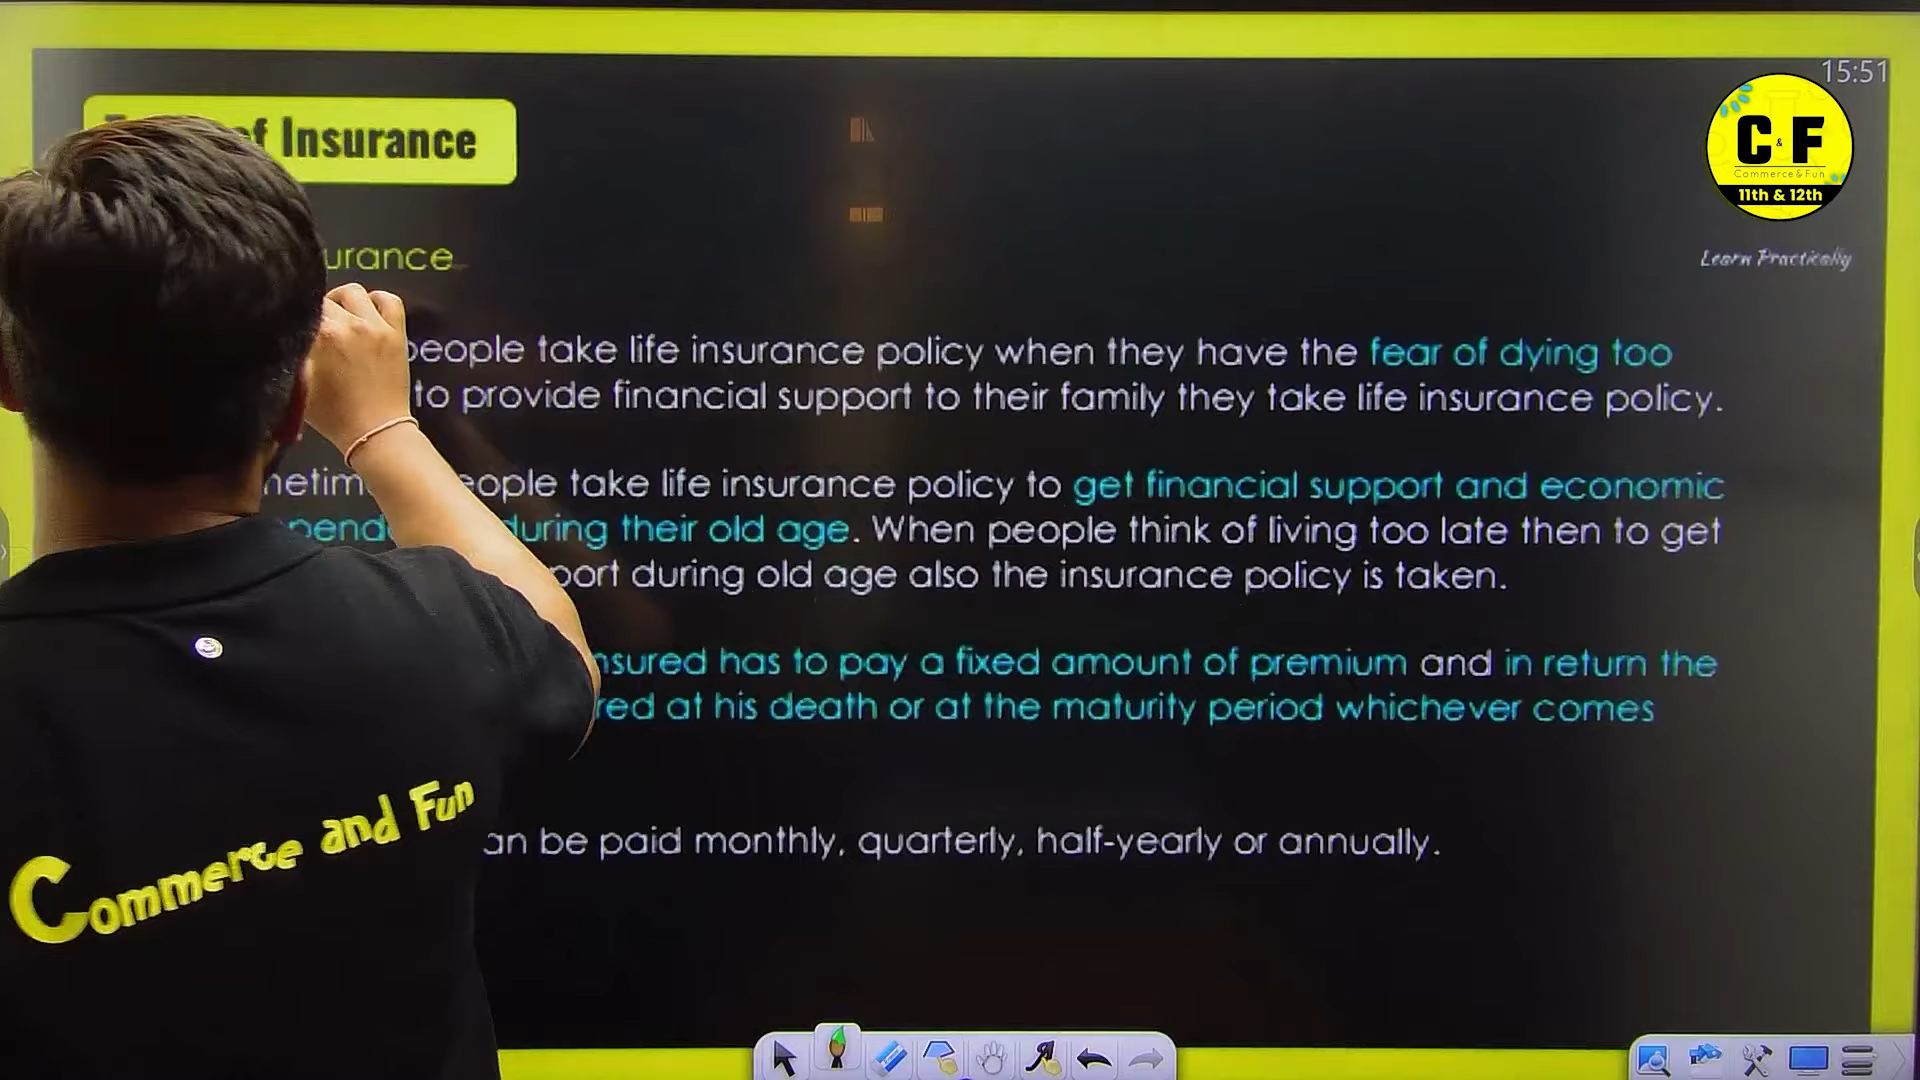 15:51
of Insurance
C & F
Commerce & Fun
11th & 12th
Learn Practically
people take life insurance policy when they have the fear of dying too
to provide financial support to their family they take life insurance policy.
people take life insurance policy to get financial support and economic
during their old age. When people think of living too late then to get
during old age also the insurance policy is taken.
has to pay a fixed amount of premium and in return the
at his death or at the maturity period whichever comes
be paid monthly, quarterly, half-yearly or annually.
Commerce and Fun